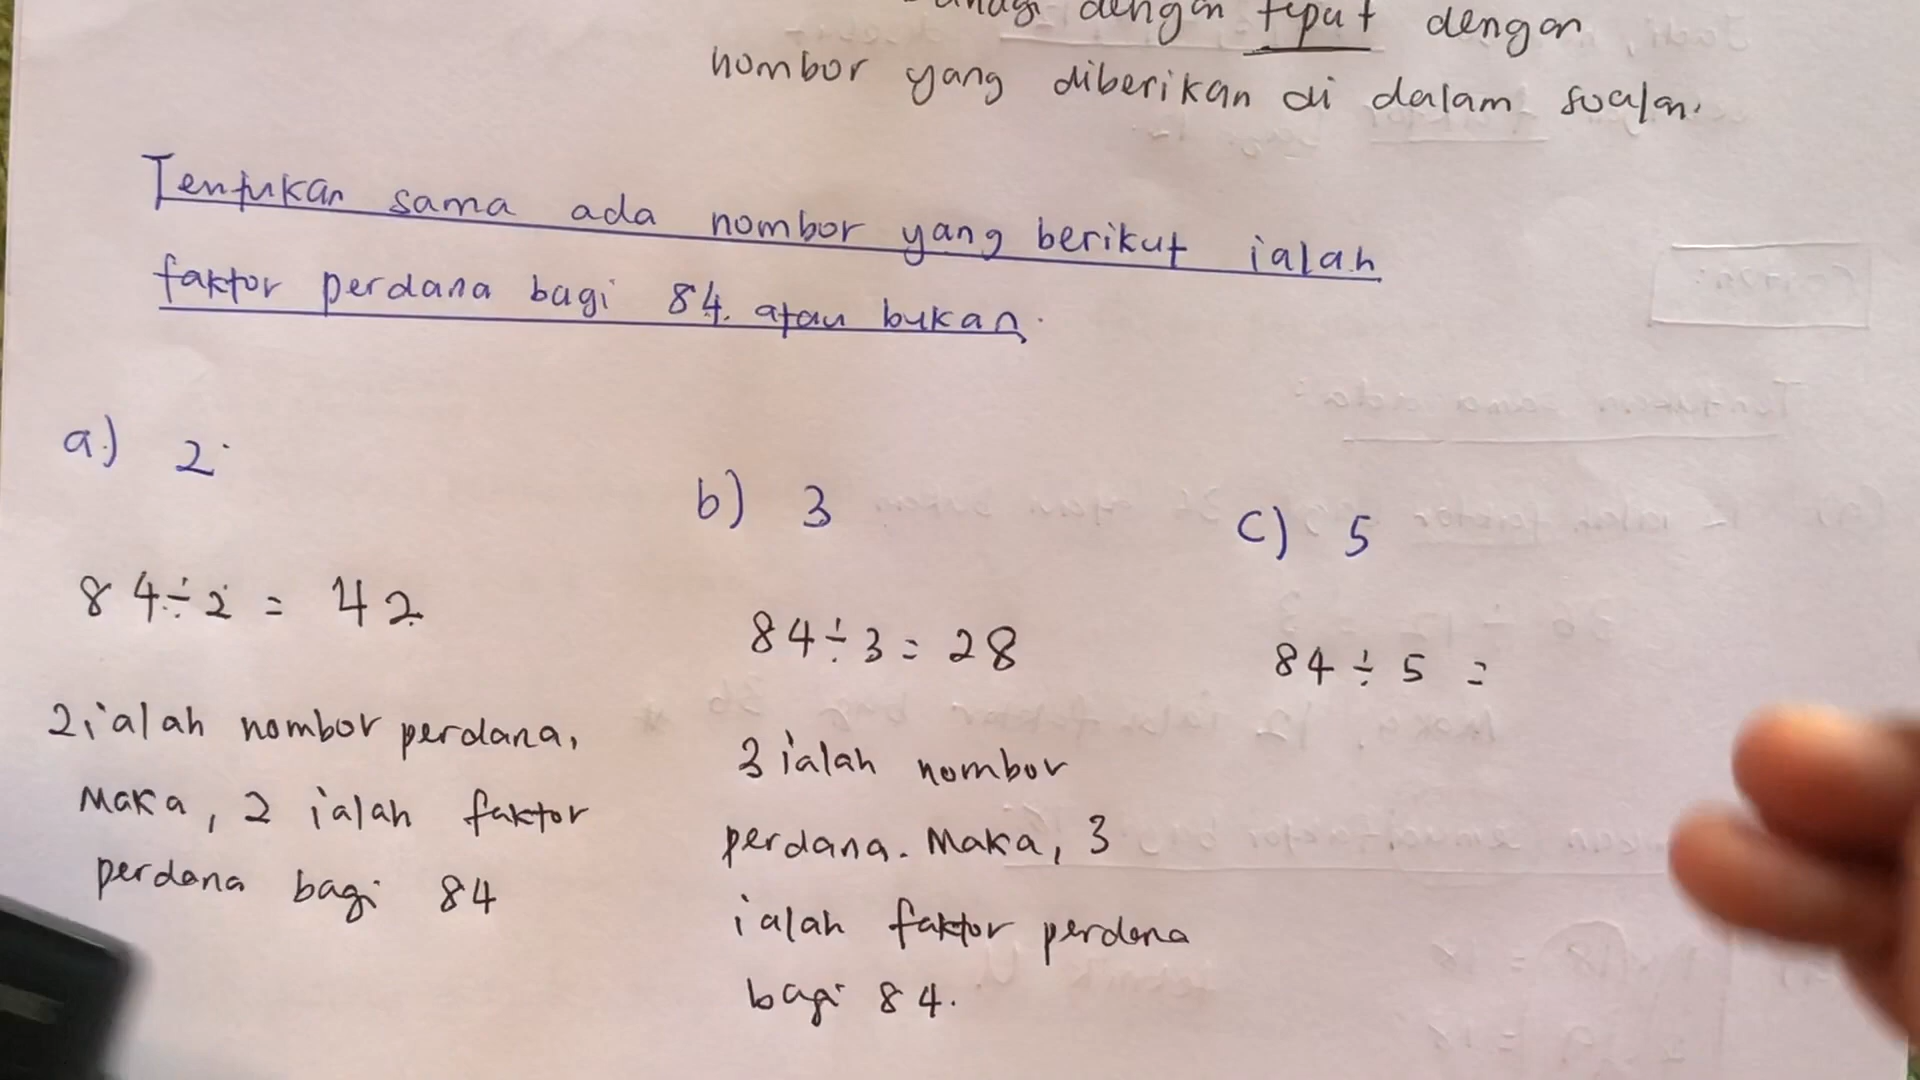 dengan tepat dengan
nombor yang diberikan di dalam soalan.
Tentukan sama ada nombor yang berikut ialah
faktor perdana bagi 84. atau bukan.
a) 2
84÷2 = 42
2 ialah nombor perdana,
Maka, 2 ialah faktor
perdana bagi 84
b) 3
84÷3 = 28
3 ialah nombor
perdana. Maka, 3
ialah faktor perdana
bagi 84.
c) 5
84 ÷ 5 =